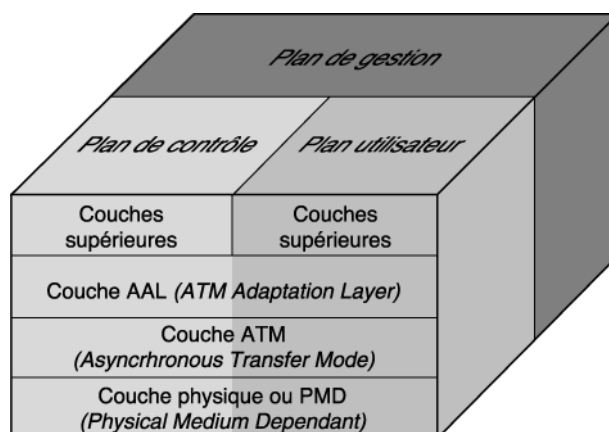 Plan de gestion
Plan de contrôle
Plan utilisateur
Couches
supérieures
Couches
supérieures
Couche AAL (ATM Adaptation Layer)
Couche ATM
(Asyncrhronous Transfer Mode)
Couche physique ou PMD
(Physical Medium Dependant)